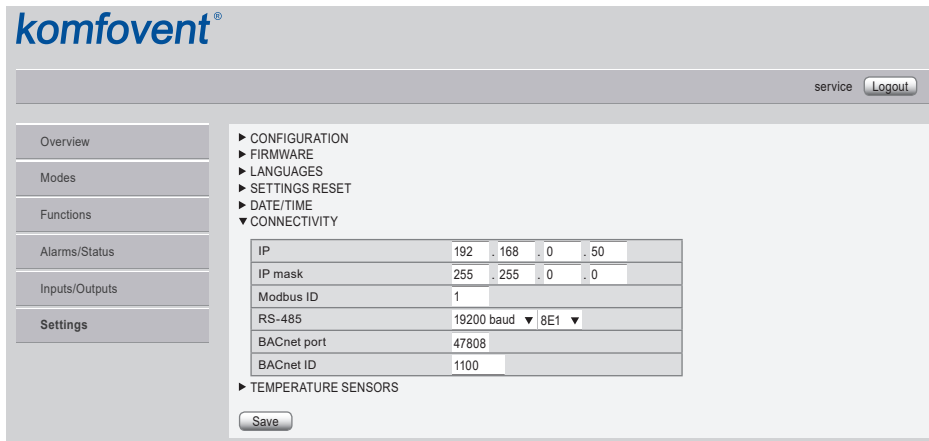 komfovent®
service Logout
Overview
Modes
Functions
Alarms/Status
Inputs/Outputs
Settings
► CONFIGURATION
► FIRMWARE
► LANGUAGES
► SETTINGS RESET
► DATE/TIME
▼ CONNECTIVITY
IP 192 . 168 . 0 . 50
IP mask 255 . 255 . 0 . 0
Modbus ID 1
RS-485 19200 baud ▼ 8E1 ▼
BACnet port 47808
BACnet ID 1100
► TEMPERATURE SENSORS
Save